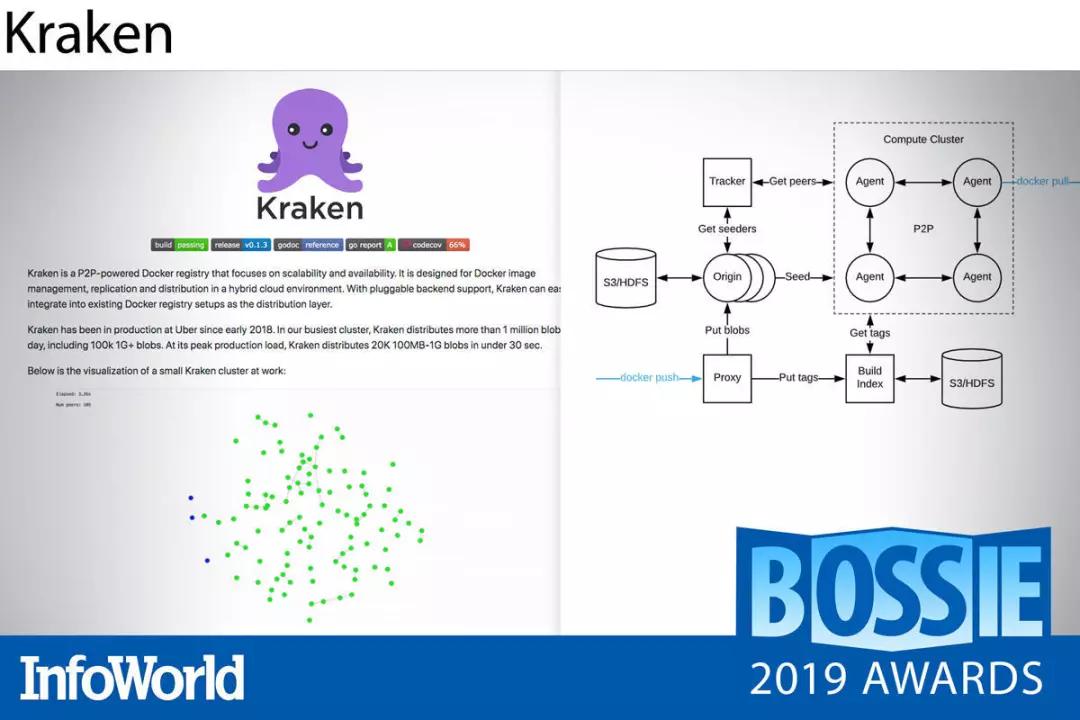 Kraken
Kraken
build passing release v0.1.3 godoc reference go report A codecov 66%
Kraken is a P2P-powered Docker registry that focuses on scalability and availability. It is designed for Docker image
management, replication and distribution in a hybrid cloud environment. With pluggable backend support, Kraken can eas
integrate into existing Docker registry setups as the distribution layer.
Kraken has been in production at Uber since early 2018. In our busiest cluster, Kraken distributes more than 1 million blob
day, including 100k 1G+ blobs. At its peak production load, Kraken distributes 20K 100MB-1G blobs in under 30 sec.
Below is the visualization of a small Kraken cluster at work:
Compute Cluster
Tracker
Get peers
Agent
Agent
docker pull
Get seeders
P2P
S3/HDFS
Origin
Seed
Agent
Agent
Put blobs
Get tags
docker push
Proxy
Put tags
Build
Index
S3/HDFS
BOSSIE
2019 AWARDS
InfoWorld